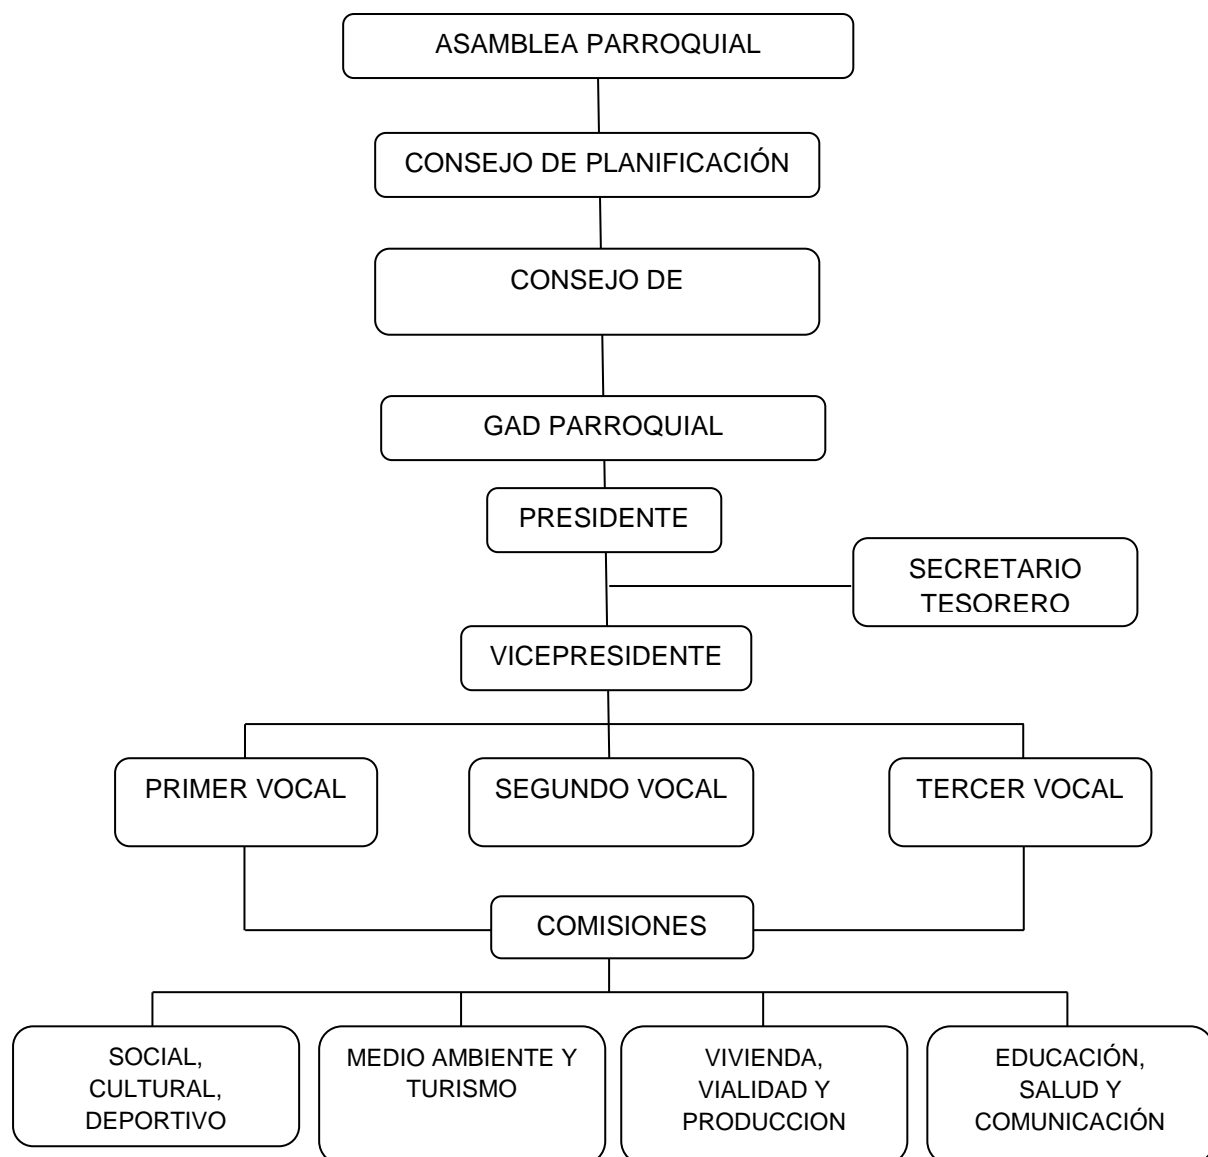 ASAMBLEA PARROQUIAL
CONSEJO DE PLANIFICACIÓN
CONSEJO DE
GAD PARROQUIAL
PRESIDENTE
SECRETARIO
TESORERO
VICEPRESIDENTE
PRIMER VOCAL
SEGUNDO VOCAL
TERCER VOCAL
COMISIONES
SOCIAL,
CULTURAL,
DEPORTIVO
MEDIO AMBIENTE Y
TURISMO
VIVIENDA,
VIALIDAD Y
PRODUCCION
EDUCACIÓN,
SALUD Y
COMUNICACIÓN